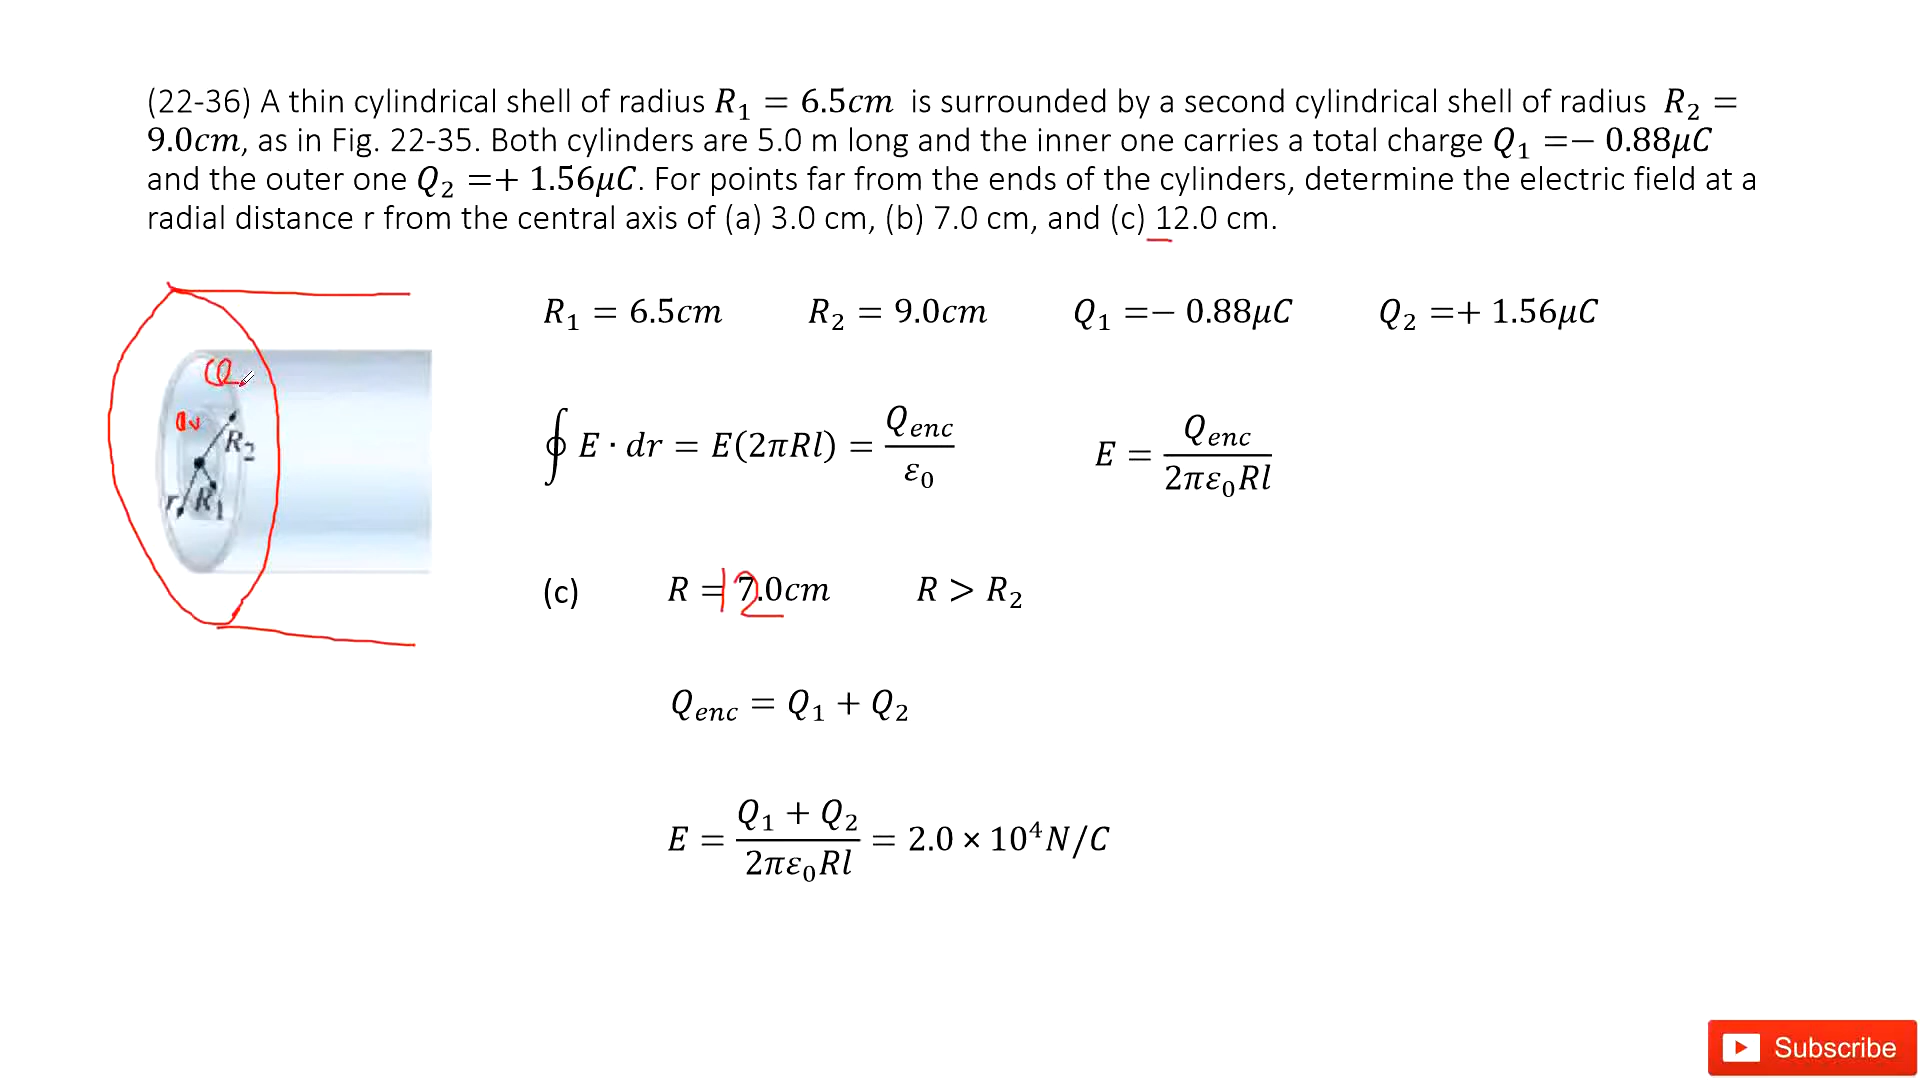 (22-36) A thin cylindrical shell of radius R₁ = 6.5cm is surrounded by a second cylindrical shell of radius R₂ =
9.0cm, as in Fig. 22-35. Both cylinders are 5.0 m long and the inner one carries a total charge Q₁ =− 0.88μC
and the outer one Q₂ =+ 1.56μC. For points far from the ends of the cylinders, determine the electric field at a
radial distance r from the central axis of (a) 3.0 cm, (b) 7.0 cm, and (c) 12.0 cm.
R₁ = 6.5cm R₂ = 9.0cm Q₁ =− 0.88μC Q₂ =+ 1.56μC
R₂
r R₁
∮ E · dr = E(2πRl) = Qenc/ε₀ E = Qenc/2πε₀Rl
(c) R = 7.0cm R > R₂
12
Qenc = Q₁ + Q₂
E = Q₁ + Q₂/2πε₀Rl = 2.0 × 10⁴N/C
Subscribe